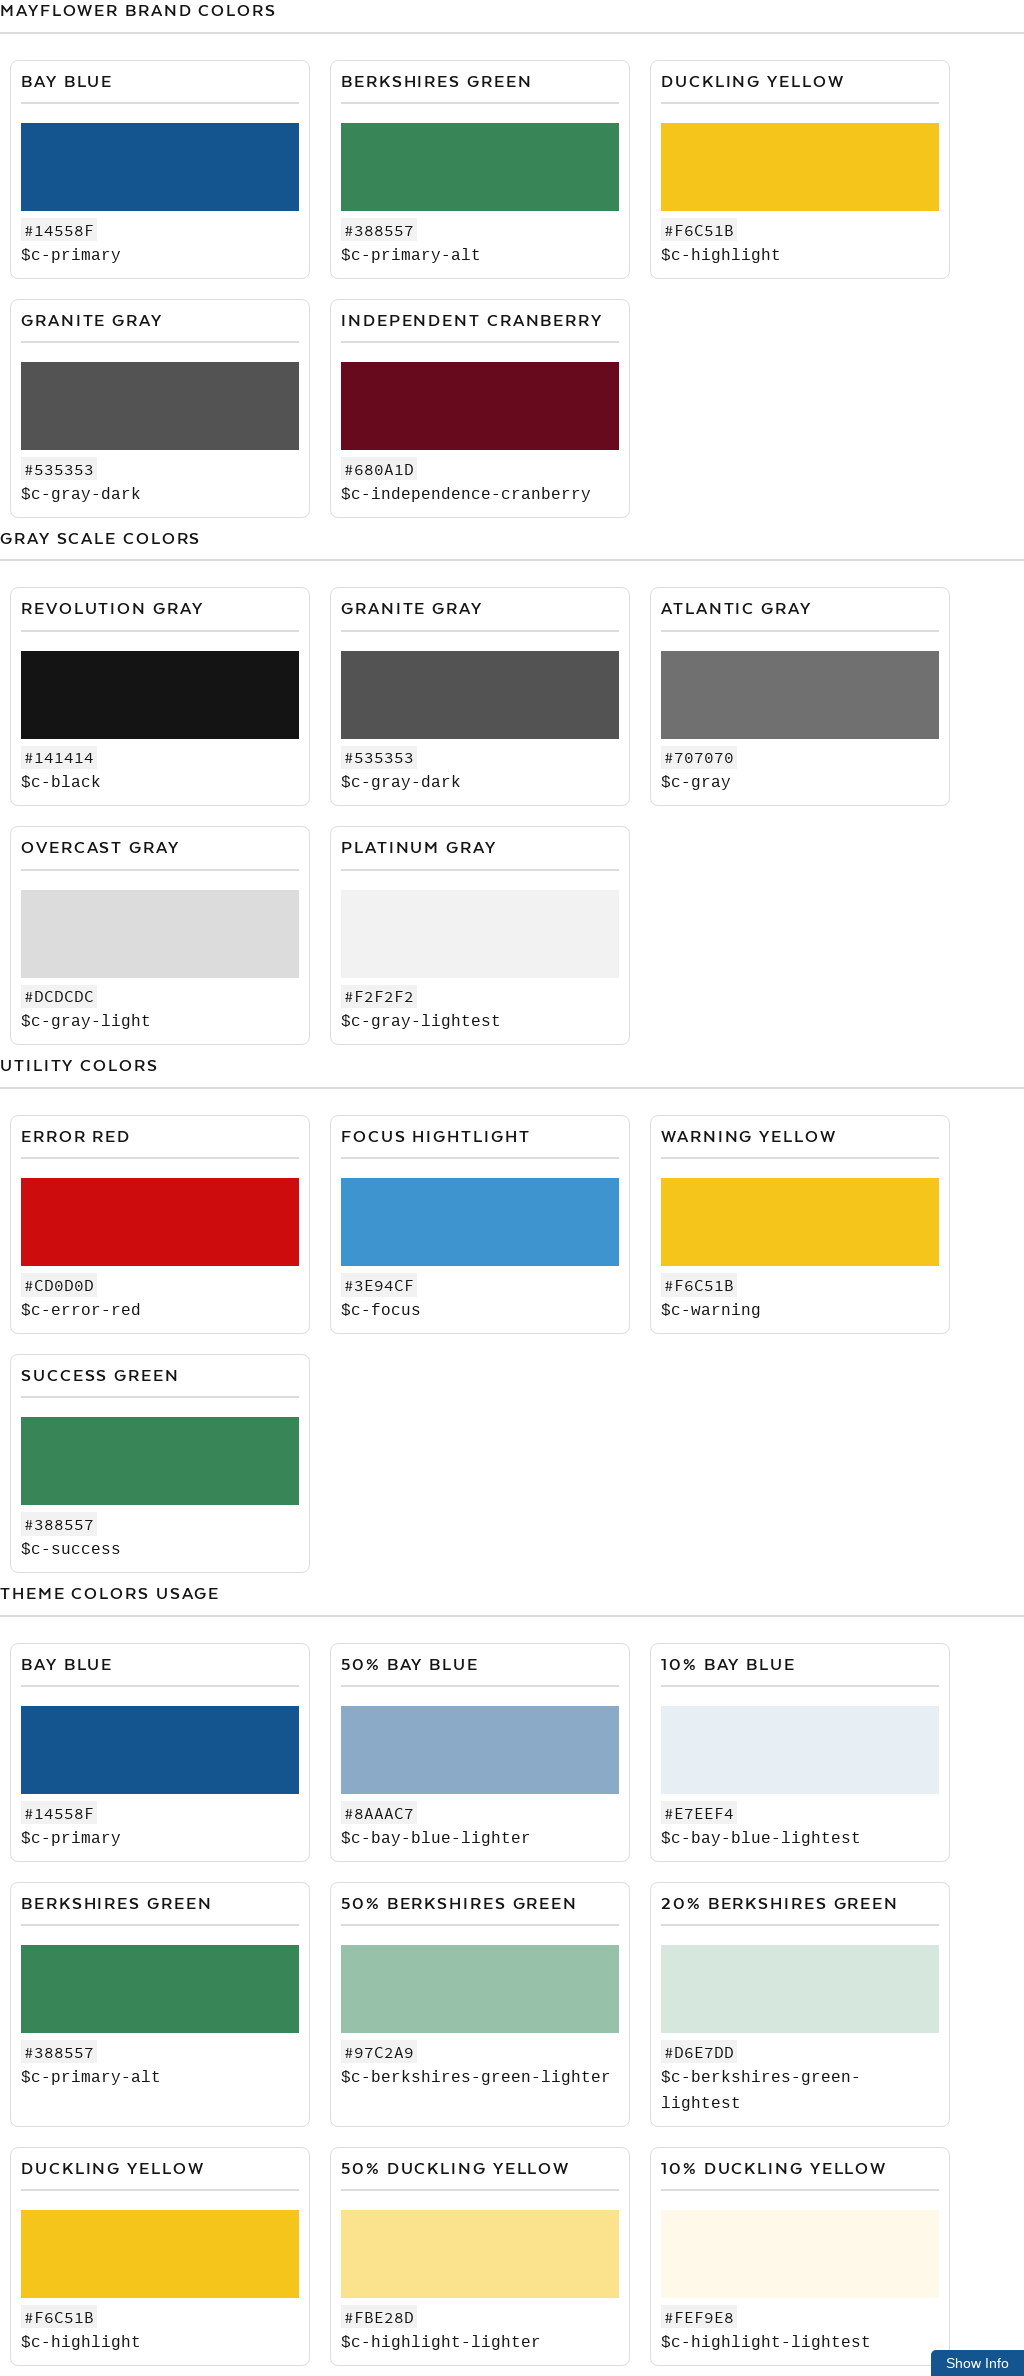 MAYFLOWER BRAND COLORS
BAY BLUE
#14558F
$c-primary
BERKSHIRES GREEN
#388557
$c-primary-alt
DUCKLING YELLOW
#F6C51B
$c-highlight
GRANITE GRAY
#535353
$c-gray-dark
INDEPENDENT CRANBERRY
#680A1D
$c-independence-cranberry
GRAY SCALE COLORS
REVOLUTION GRAY
#141414
$c-black
GRANITE GRAY
#535353
$c-gray-dark
ATLANTIC GRAY
#707070
$c-gray
OVERCAST GRAY
#DCDCDC
$c-gray-light
PLATINUM GRAY
#F2F2F2
$c-gray-lightest
UTILITY COLORS
ERROR RED
#CD0D0D
$c-error-red
FOCUS HIGHTLIGHT
#3E94CF
$c-focus
WARNING YELLOW
#F6C51B
$c-warning
SUCCESS GREEN
#388557
$c-success
THEME COLORS USAGE
BAY BLUE
#14558F
$c-primary
50% BAY BLUE
#8AAAC7
$c-bay-blue-lighter
10% BAY BLUE
#E7EEF4
$c-bay-blue-lightest
BERKSHIRES GREEN
#388557
$c-primary-alt
50% BERKSHIRES GREEN
#97C2A9
$c-berkshires-green-lighter
20% BERKSHIRES GREEN
#D6E7DD
$c-berkshires-green-
lightest
DUCKLING YELLOW
#F6C51B
$c-highlight
50% DUCKLING YELLOW
#FBE28D
$c-highlight-lighter
10% DUCKLING YELLOW
#FEF9E8
$c-highlight-lightest
Show Info